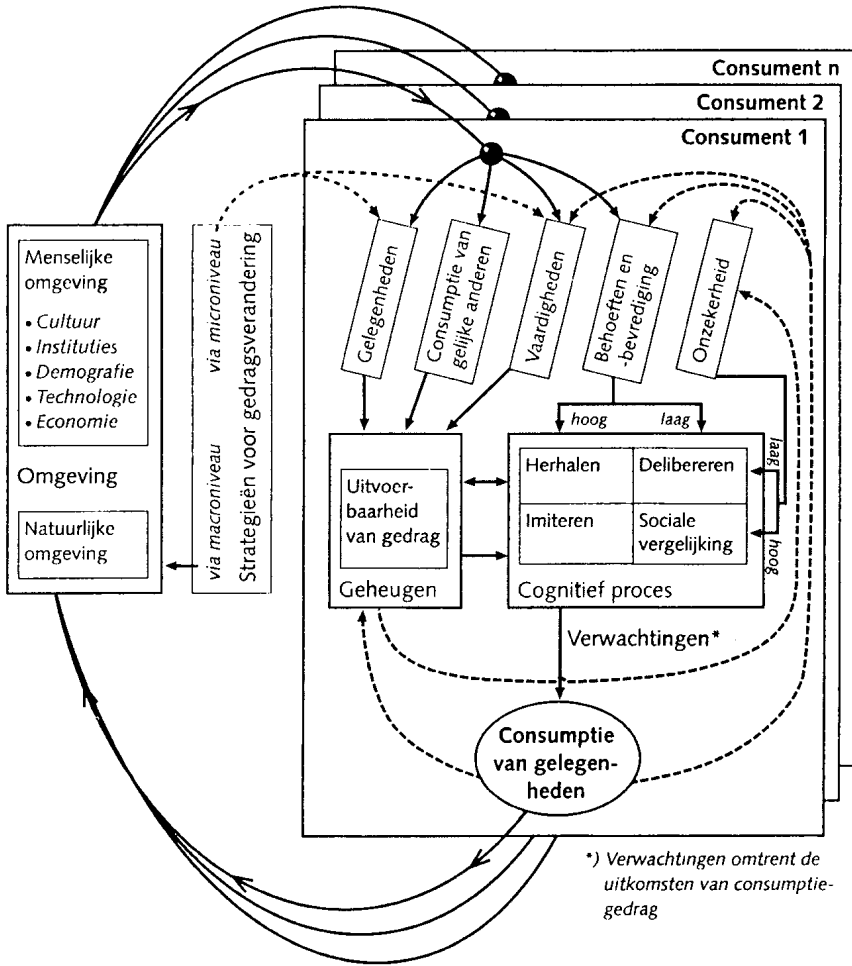 Consument n
Consument 2
Consument 1
Menselijke
omgeving
• Cultuur
• Instituties
• Demografie
• Technologie
• Economie
Omgeving
Natuurlijke
omgeving
via macroniveau
via microniveau
Strategieën voor gedragsverandering
Gelegenheden
Consumptie van
gelijke anderen
Vaardigheden
Behoeften en
-bevrediging
Onzekerheid
hoog
laag
Uitvoer-
baarheid
van gedrag
Geheugen
Herhalen
Delibereren
Imiteren
Sociale
vergelijking
Cognitief proces
laag
hoog
Verwachtingen*
Consumptie
van gelegen-
heden
*) Verwachtingen omtrent de
uitkomsten van consumptie-
gedrag